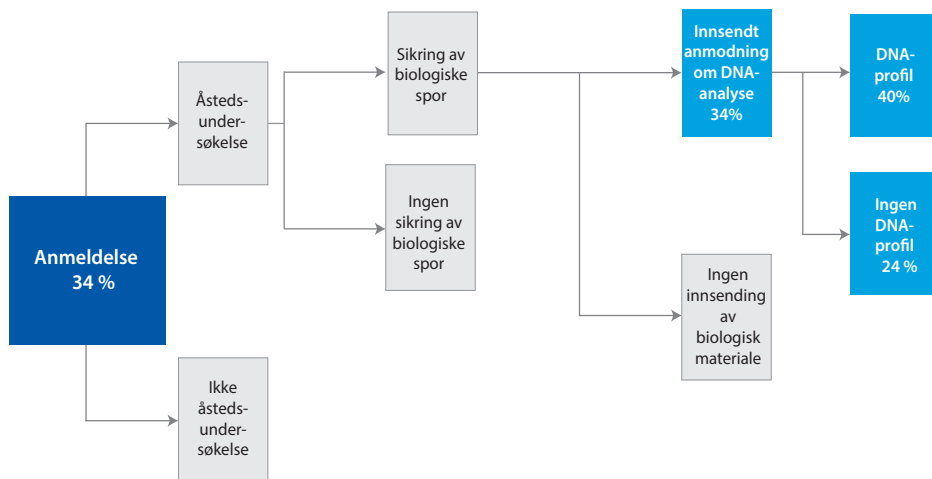 Anmeldelse
34 %
Åsteds-
under-
søkelse
Ikke
åsteds-
under-
søkelse
Sikring av
biologiske
spor
Ingen
sikring av
biologiske
spor
Innsendt
anmodning
om DNA-
analyse
34%
Ingen
innsending
av
biologisk
materiale
DNA-
profil
40%
Ingen
DNA-
profil
24 %